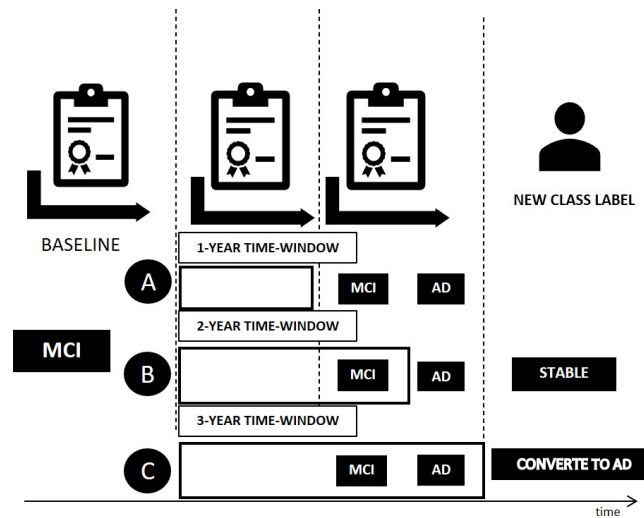 NEW CLASS LABEL
BASELINE
1-YEAR TIME-WINDOW
A
MCI
AD
2-YEAR TIME-WINDOW
MCI
B
MCI
AD
STABLE
3-YEAR TIME-WINDOW
C
MCI
AD
CONVERTE TO AD
time